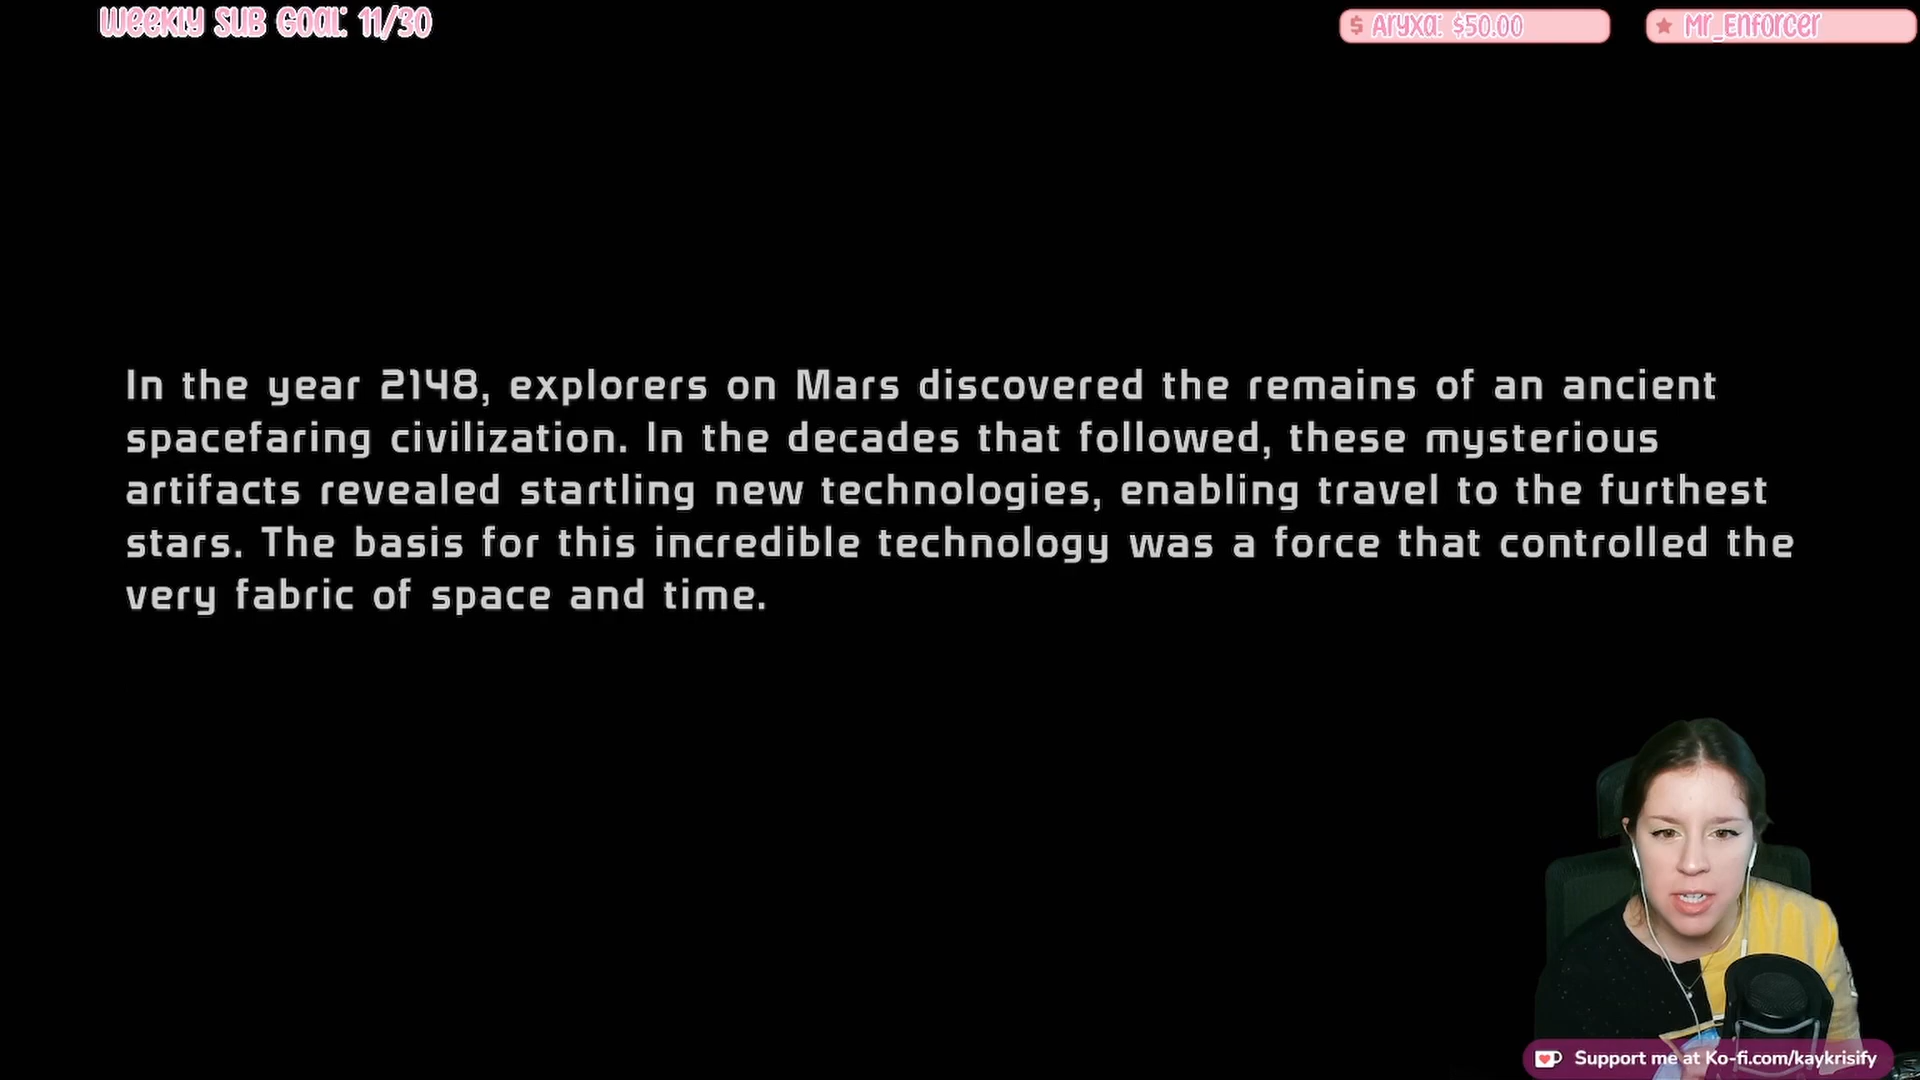 Weekly Sub Goal: 11/30
$ Aryxa: $50.00
Mr_Enforcer
In the year 2148, explorers on Mars discovered the remains of an ancient
spacefaring civilization. In the decades that followed, these mysterious
artifacts revealed startling new technologies, enabling travel to the furthest
stars. The basis for this incredible technology was a force that controlled the
very fabric of space and time.
Support me at Ko-fi.com/kaykrisify